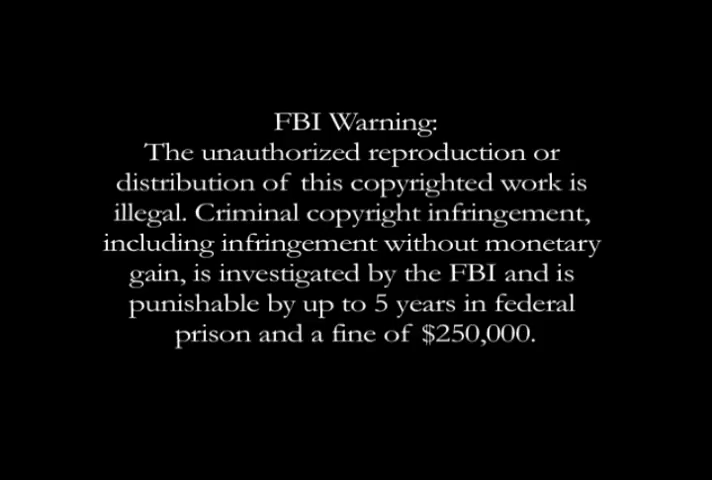 FBI Warning:
The unauthorized reproduction or
distribution of this copyrighted work is
illegal. Criminal copyright infringement,
including infringement without monetary
gain, is investigated by the FBI and is
punishable by up to 5 years in federal
prison and a fine of $250,000.